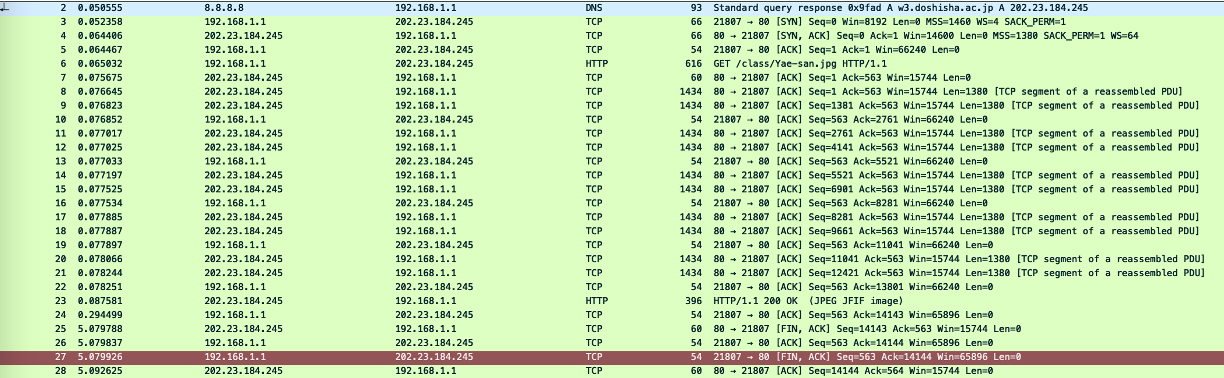 2 0.050555 8.8.8.8 192.168.1.1 DNS 93 Standard query response 0x9fad A w3.doshisha.ac.jp A 202.23.184.245
3 0.052358 192.168.1.1 202.23.184.245 TCP 66 21807 → 80 [SYN] Seq=0 Win=8192 Len=0 MSS=1460 WS=4 SACK_PERM=1
4 0.064406 202.23.184.245 192.168.1.1 TCP 66 80 → 21807 [SYN, ACK] Seq=0 Ack=1 Win=14600 Len=0 MSS=1380 SACK_PERM=1 WS=64
5 0.064467 192.168.1.1 202.23.184.245 TCP 54 21807 → 80 [ACK] Seq=1 Ack=1 Win=66240 Len=0
6 0.065032 192.168.1.1 202.23.184.245 HTTP 616 GET /class/Yae-san.jpg HTTP/1.1
7 0.075675 202.23.184.245 192.168.1.1 TCP 60 80 → 21807 [ACK] Seq=1 Ack=563 Win=15744 Len=0
8 0.076645 202.23.184.245 192.168.1.1 TCP 1434 80 → 21807 [ACK] Seq=1 Ack=563 Win=15744 Len=1380 [TCP segment of a reassembled PDU]
9 0.076823 202.23.184.245 192.168.1.1 TCP 1434 80 → 21807 [ACK] Seq=1381 Ack=563 Win=15744 Len=1380 [TCP segment of a reassembled PDU]
10 0.076852 192.168.1.1 202.23.184.245 TCP 54 21807 → 80 [ACK] Seq=563 Ack=2761 Win=66240 Len=0
11 0.077017 202.23.184.245 192.168.1.1 TCP 1434 80 → 21807 [ACK] Seq=2761 Ack=563 Win=15744 Len=1380 [TCP segment of a reassembled PDU]
12 0.077025 202.23.184.245 192.168.1.1 TCP 1434 80 → 21807 [ACK] Seq=4141 Ack=563 Win=15744 Len=1380 [TCP segment of a reassembled PDU]
13 0.077033 192.168.1.1 202.23.184.245 TCP 54 21807 → 80 [ACK] Seq=563 Ack=5521 Win=66240 Len=0
14 0.077197 202.23.184.245 192.168.1.1 TCP 1434 80 → 21807 [ACK] Seq=5521 Ack=563 Win=15744 Len=1380 [TCP segment of a reassembled PDU]
15 0.077525 202.23.184.245 192.168.1.1 TCP 1434 80 → 21807 [ACK] Seq=6901 Ack=563 Win=15744 Len=1380 [TCP segment of a reassembled PDU]
16 0.077534 192.168.1.1 202.23.184.245 TCP 54 21807 → 80 [ACK] Seq=563 Ack=8281 Win=66240 Len=0
17 0.077885 202.23.184.245 192.168.1.1 TCP 1434 80 → 21807 [ACK] Seq=8281 Ack=563 Win=15744 Len=1380 [TCP segment of a reassembled PDU]
18 0.077887 202.23.184.245 192.168.1.1 TCP 1434 80 → 21807 [ACK] Seq=9661 Ack=563 Win=15744 Len=1380 [TCP segment of a reassembled PDU]
19 0.077897 192.168.1.1 202.23.184.245 TCP 54 21807 → 80 [ACK] Seq=563 Ack=11041 Win=66240 Len=0
20 0.078066 202.23.184.245 192.168.1.1 TCP 1434 80 → 21807 [ACK] Seq=11041 Ack=563 Win=15744 Len=1380 [TCP segment of a reassembled PDU]
21 0.078244 202.23.184.245 192.168.1.1 TCP 1434 80 → 21807 [ACK] Seq=12421 Ack=563 Win=15744 Len=1380 [TCP segment of a reassembled PDU]
22 0.078251 192.168.1.1 202.23.184.245 TCP 54 21807 → 80 [ACK] Seq=563 Ack=13801 Win=66240 Len=0
23 0.087581 202.23.184.245 192.168.1.1 HTTP 396 HTTP/1.1 200 OK (JPEG JFIF image)
24 0.294499 192.168.1.1 202.23.184.245 TCP 54 21807 → 80 [ACK] Seq=563 Ack=14143 Win=65896 Len=0
25 5.079788 202.23.184.245 192.168.1.1 TCP 60 80 → 21807 [FIN, ACK] Seq=14143 Ack=563 Win=15744 Len=0
26 5.079837 192.168.1.1 202.23.184.245 TCP 54 21807 → 80 [ACK] Seq=563 Ack=14144 Win=65896 Len=0
27 5.079926 192.168.1.1 202.23.184.245 TCP 54 21807 → 80 [FIN, ACK] Seq=563 Ack=14144 Win=65896 Len=0
28 5.092625 202.23.184.245 192.168.1.1 TCP 60 80 → 21807 [ACK] Seq=14144 Ack=564 Win=15744 Len=0